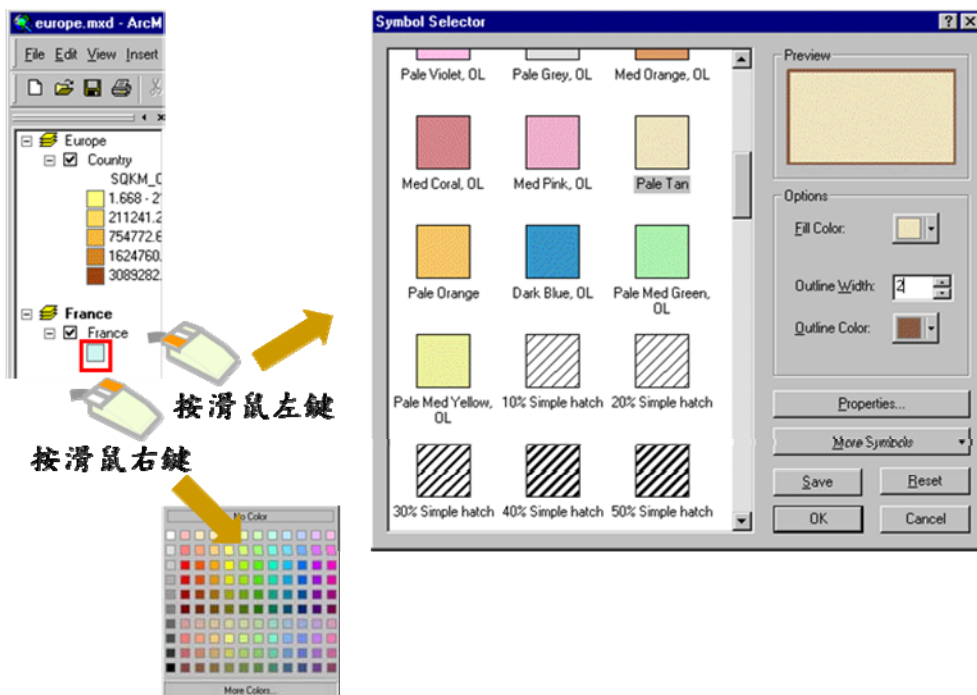 europe.mxd - ArcM
File Edit View Insert
Europe
Country
SQKM_C
1.668 - 2
211241.2
754772.6
1624760.
3089282.
France
France
按滑鼠左鍵
按滑鼠右鍵
No Color
More Colors...
Symbol Selector
Pale Violet, OL Pale Grey, OL Med Orange, OL
Med Coral, OL Med Pink, OL Pale Tan
Pale Orange Dark Blue, OL Pale Med Green, OL
Pale Med Yellow, OL 10% Simple hatch 20% Simple hatch
30% Simple hatch 40% Simple hatch 50% Simple hatch
Preview
Options
Fill Color:
Outline Width: 2
Outline Color:
Properties...
More Symbols
Save Reset
OK Cancel